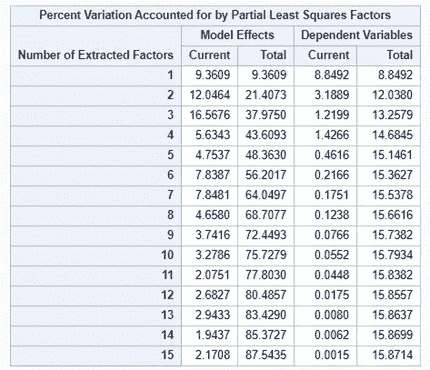 Percent Variation Accounted for by Partial Least Squares Factors
Model Effects Dependent Variables
Number of Extracted Factors Current Total Current Total
1 9.3609 9.3609 8.8492 8.8492
2 12.0464 21.4073 3.1889 12.0380
3 16.5676 37.9750 1.2199 13.2579
4 5.6343 43.6093 1.4266 14.6845
5 4.7537 48.3630 0.4616 15.1461
6 7.8387 56.2017 0.2166 15.3627
7 7.8481 64.0497 0.1751 15.5378
8 4.6580 68.7077 0.1238 15.6616
9 3.7416 72.4493 0.0766 15.7382
10 3.2786 75.7279 0.0552 15.7934
11 2.0751 77.8030 0.0448 15.8382
12 2.6827 80.4857 0.0175 15.8557
13 2.9433 83.4290 0.0080 15.8637
14 1.9437 85.3727 0.0062 15.8699
15 2.1708 87.5435 0.0015 15.8714